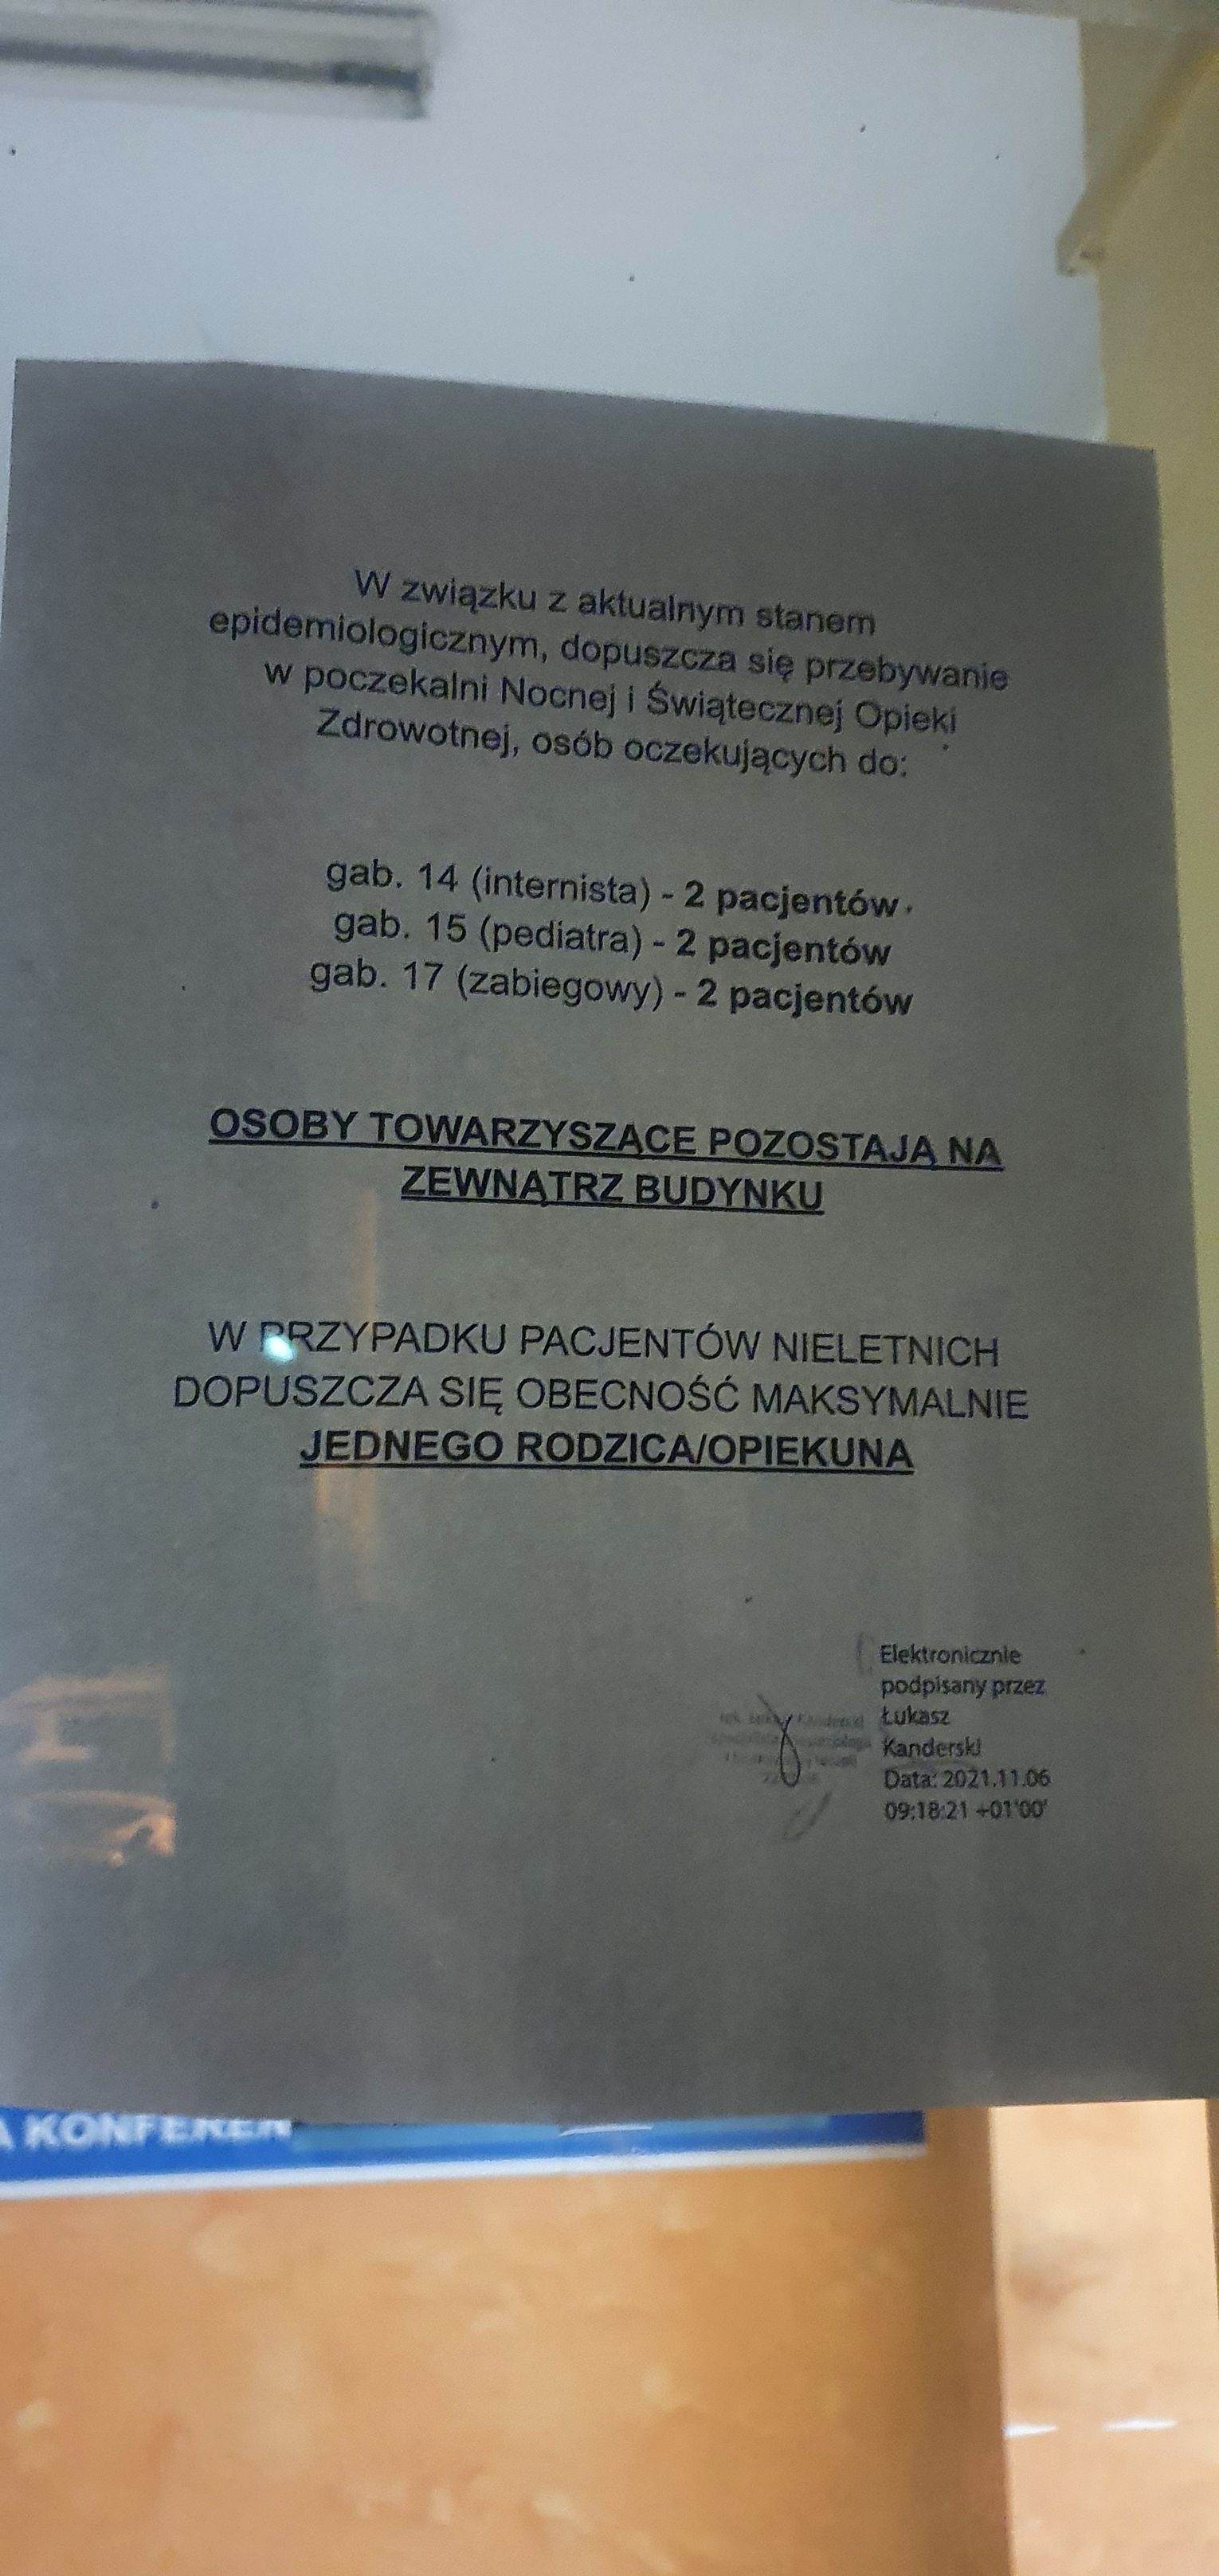 W związku z aktualnym stanem
epidemiologicznym, dopuszcza się przebywanie
w poczekalni Nocnej i Świątecznej Opieki
Zdrowotnej, osób oczekujących do:
gab. 14 (internista) - 2 pacjentów
gab. 15 (pediatra) - 2 pacjentów
gab. 17 (zabiegowy) - 2 pacjentów
OSOBY TOWARZYSZĄCE POZOSTAJĄ NA
ZEWNĄTRZ BUDYNKU
W PRZYPADKU PACJENTÓW NIELETNICH
DOPUSZCZA SIĘ OBECNOŚĆ MAKSYMALNIE
JEDNEGO RODZICA/OPIEKUNA
Elektronicznie
podpisany przez
Łukasz
Kanderski
Data: 2021.11.06
09:18:21 +01'00'
A KONFEREN